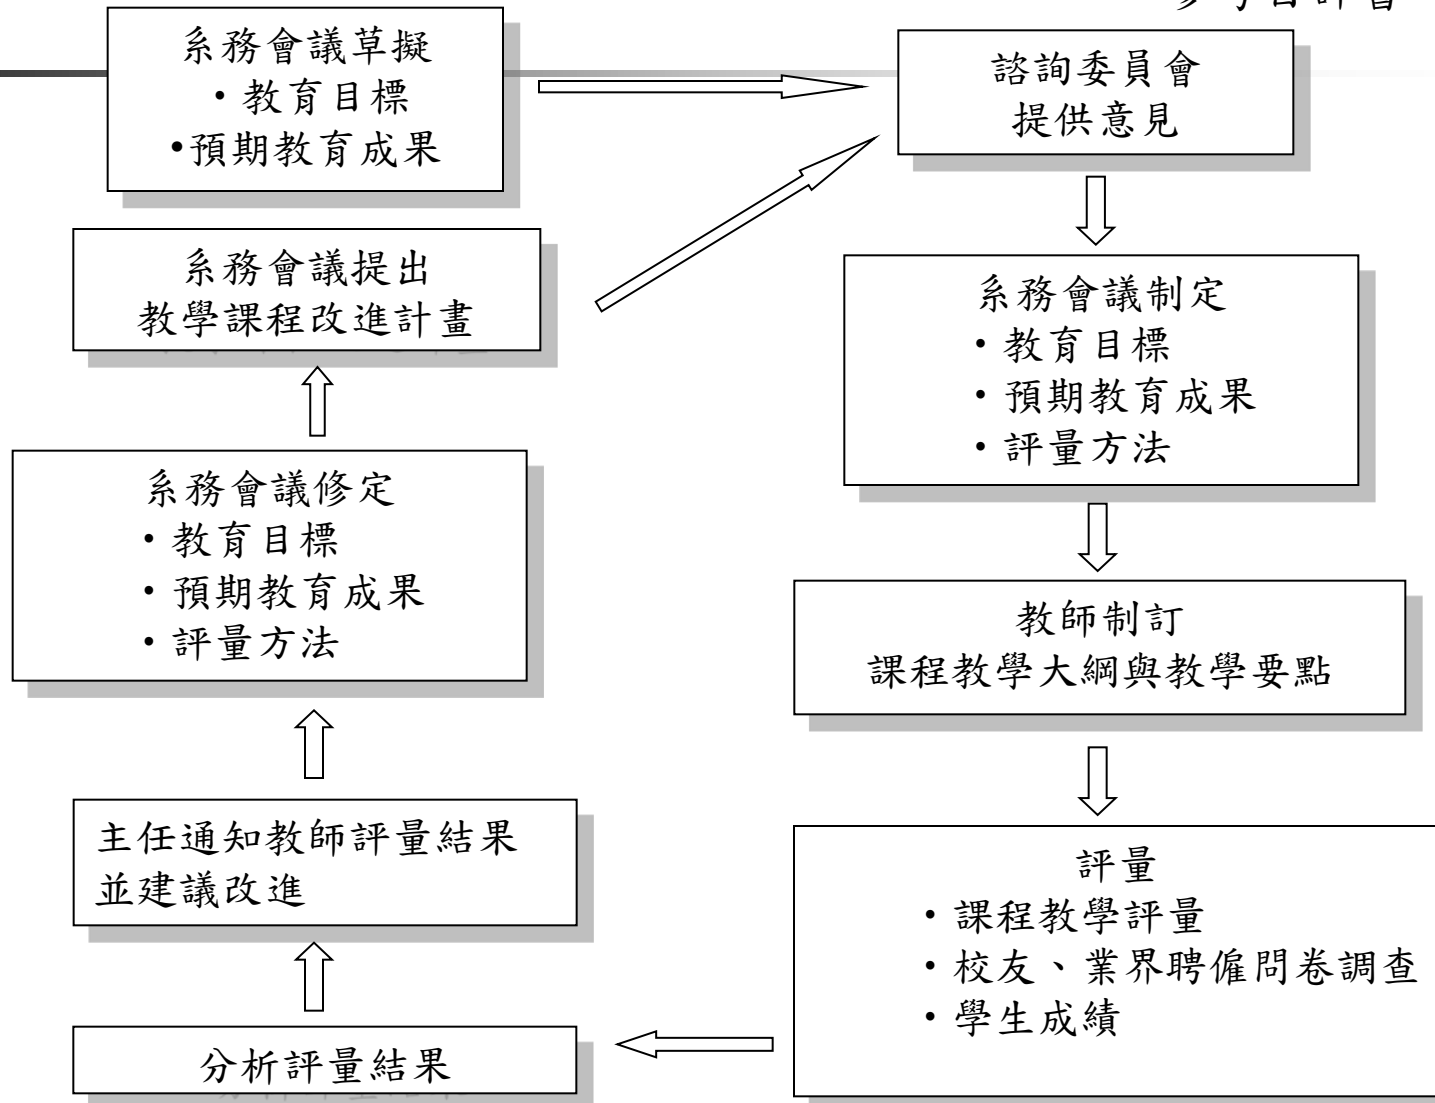 系務會議草擬
•教育目標
•預期教育成果
諮詢委員會
提供意見
系務會議提出
教學課程改進計畫
系務會議制定
•教育目標
•預期教育成果
•評量方法
系務會議修定
•教育目標
•預期教育成果
•評量方法
教師制訂
課程教學大綱與教學要點
主任通知教師評量結果
並建議改進
評量
•課程教學評量
•校友、業界聘僱問卷調查
•學生成績
分析評量結果